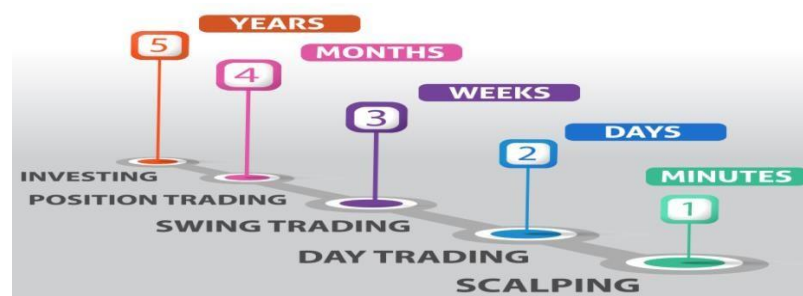 5
YEARS
4
MONTHS
3
WEEKS
2
DAYS
1
MINUTES
INVESTING
POSITION TRADING
SWING TRADING
DAY TRADING
SCALPING